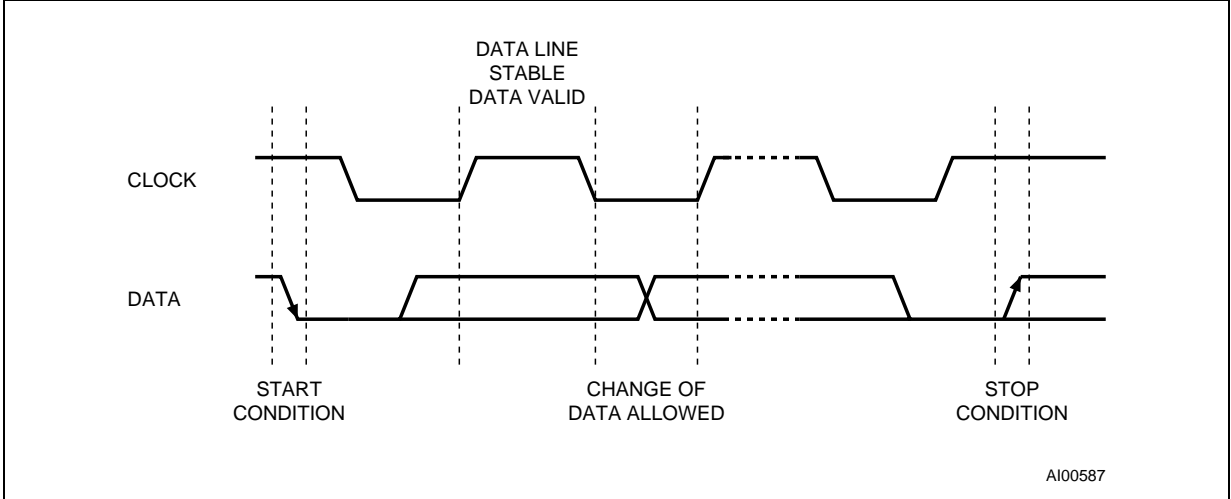 DATA LINE
STABLE
DATA VALID
CLOCK
DATA
START
CONDITION
CHANGE OF
DATA ALLOWED
STOP
CONDITION
AI00587